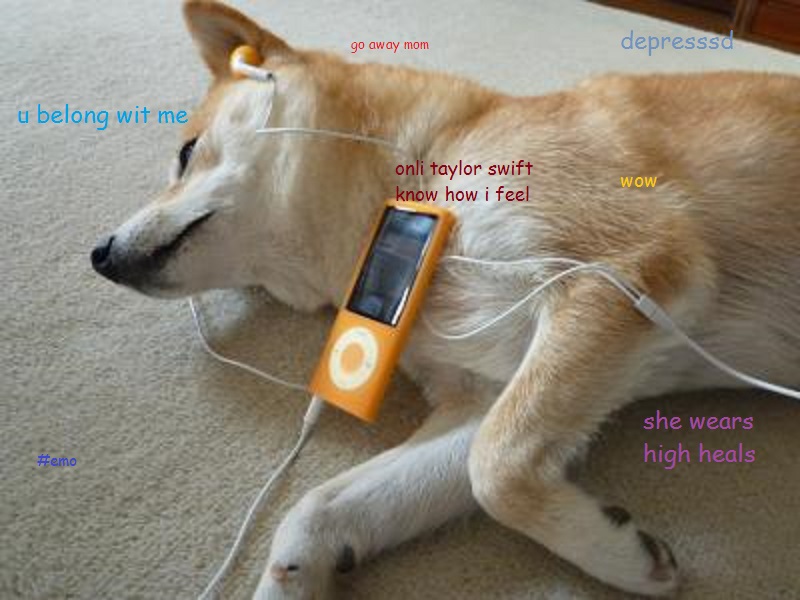 go away mom
depresssd
u belong wit me
onli taylor swift
know how i feel
wow
she wears
high heals
#emo